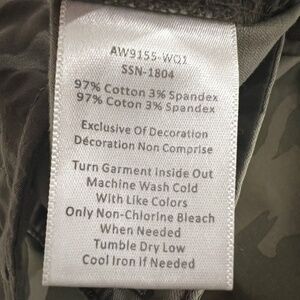 AW9155-WQ1
SSN-1804
97% Cotton 3% Spandex
97% Coton 3% Spandex
Exclusive Of Decoration
Décoration Non Comprise
Turn Garment Inside Out
Machine Wash Cold
With Like Colors
Only Non-Chlorine Bleach
When Needed
Tumble Dry Low
Cool Iron if Needed